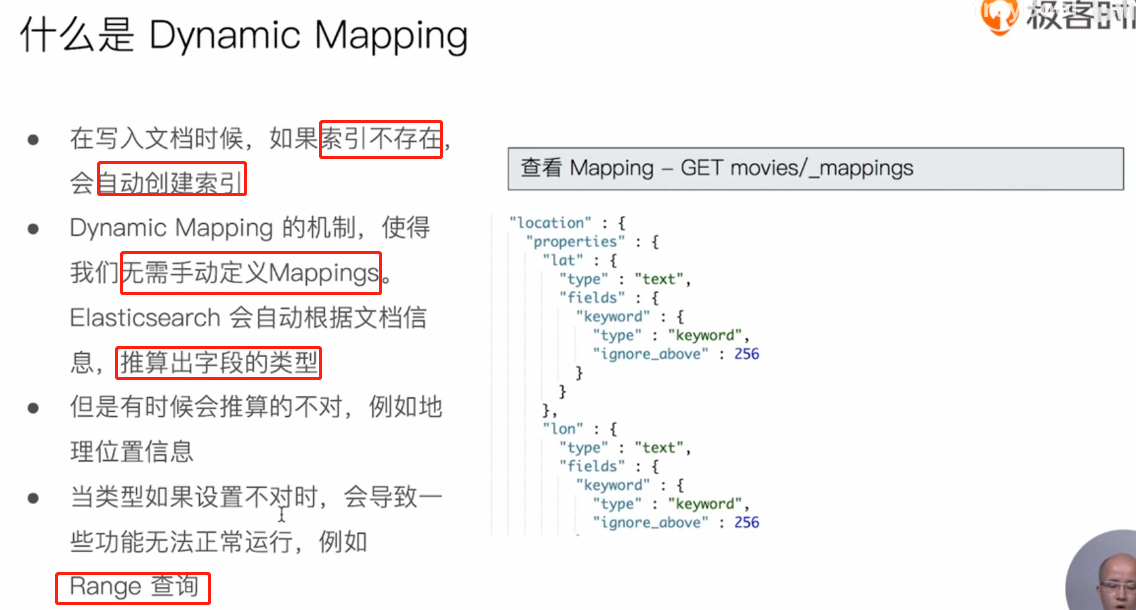 什么是 Dynamic Mapping
极客时
● 在写入文档时候，如果索引不存在，
会自动创建索引
● Dynamic Mapping 的机制，使得
我们无需手动定义Mappings。
Elasticsearch 会自动根据文档信
息，推算出字段的类型
● 但是有时候会推算的不对，例如地
理位置信息
● 当类型如果设置不对时，会导致一
些功能无法正常运行，例如
Range 查询
查看 Mapping – GET movies/_mappings
"location" : {
"properties" : {
"lat" : {
"type" : "text",
"fields" : {
"keyword" : {
"type" : "keyword",
"ignore_above" : 256
}
}
},
"lon" : {
"type" : "text",
"fields" : {
"keyword" : {
"type" : "keyword",
"ignore_above" : 256